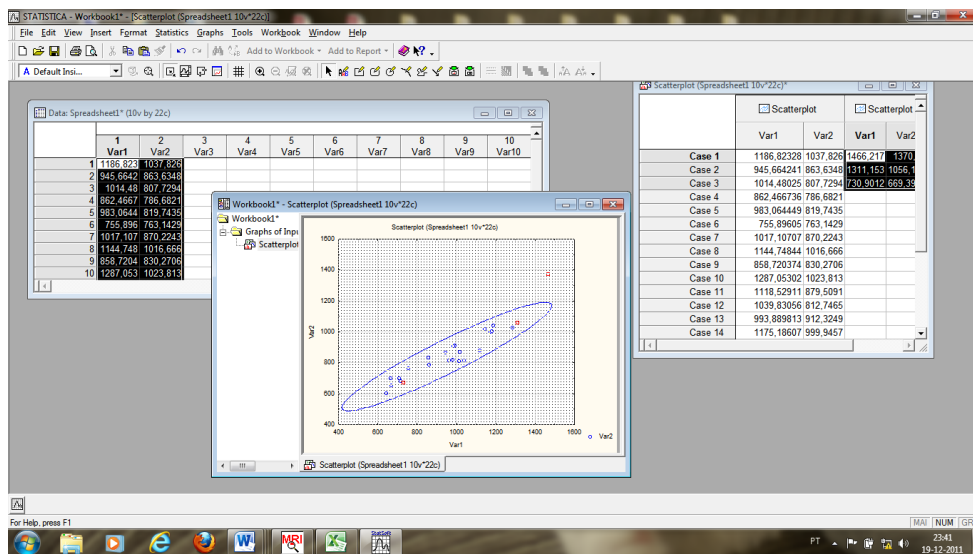 STATISTICA - Workbook1* - [Scatterplot (Spreadsheet1 10v*22c)]
File Edit View Insert Format Statistics Graphs Tools Workbook Window Help
Add to Workbook Add to Report
A Default Insi...
Data: Spreadsheet1* (10v by 22c)
1 2 3 4 5 6 7 8 9 10
Var1 Var2 Var3 Var4 Var5 Var6 Var7 Var8 Var9 Var10
1 1186,823 1037,826
2 945,6642 863,6348
3 1014,48 807,7294
4 862,4667 786,6821
5 983,0644 819,7435
6 755,896 763,1429
7 1017,107 870,2243
8 1144,748 1016,666
9 858,7204 830,2706
10 1287,053 1023,813
Workbook1* - Scatterplot (Spreadsheet1 10v*22c)
Workbook1*
Graphs of Inpu
Scatterplot
Scatterplot (Spreadsheet1 10v*22c)
1600
1400
1200
1000
800
600
400
Var2
400 600 800 1000 1200 1400 1600
Var1
Var2
Scatterplot (Spreadsheet1 10v*22c)
Scatterplot (Spreadsheet1 10v*22c)*
Scatterplot Scatterplot
Var1 Var2 Var1 Var2
Case 1 1186,82328 1037,826 1466,217 1370,
Case 2 945,664241 863,6348 1311,153 1056,1
Case 3 1014,48025 807,7294 730,9012 669,39
Case 4 862,466736 786,6821
Case 5 983,064449 819,7435
Case 6 755,89605 763,1429
Case 7 1017,10707 870,2243
Case 8 1144,74844 1016,666
Case 9 858,720374 830,2706
Case 10 1287,05302 1023,813
Case 11 1118,52911 879,5091
Case 12 1039,83056 812,7465
Case 13 993,889813 912,3249
Case 14 1175,18607 999,9457
For Help, press F1
MAI NUM GR
MRI
PT
23:41
19-12-2011